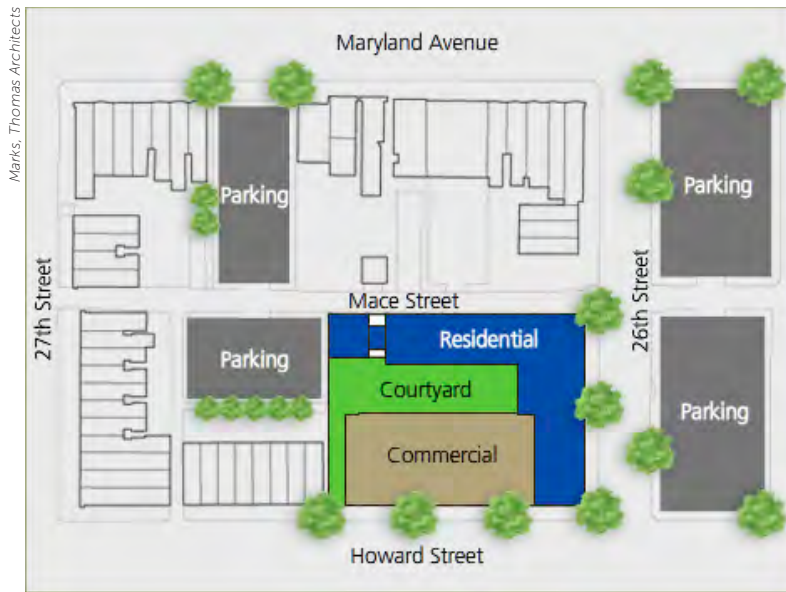 Marks, Thomas Architects
Maryland Avenue
Parking
Parking
27th Street
Mace Street
26th Street
Parking
Residential
Courtyard
Commercial
Parking
Howard Street